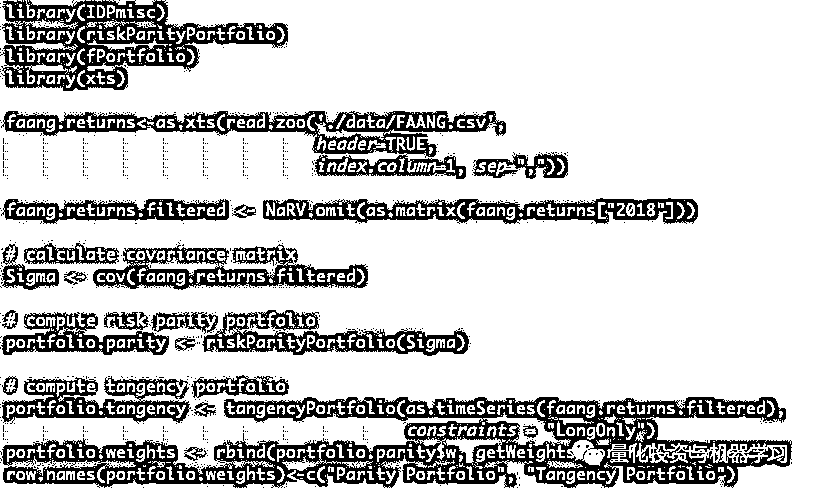 library(IDPmisc)
library(riskParityPortfolio)
library(fPortfolio)
library(xts)
faang.returns<-as.xts(read.zoo('./data/FAANG.csv',
header=TRUE,
index.column=1, sep=","))
faang.returns.filtered <- NaRV.omit(as.matrix(faang.returns["2018"]))
# calculate covariance matrix
Sigma <- cov(faang.returns.filtered)
# compute risk parity portfolio
portfolio.parity <- riskParityPortfolio(Sigma)
# compute tangency portfolio
portfolio.tangency <- tangencyPortfolio(as.timeSeries(faang.returns.filtered),
constraints = "LongOnly")
portfolio.weights <- rbind(portfolio.parity$w, getWeights 量化投资与机器学习
row.names(portfolio.weights)<-c("Parity Portfolio", "Tangency Portfolio")